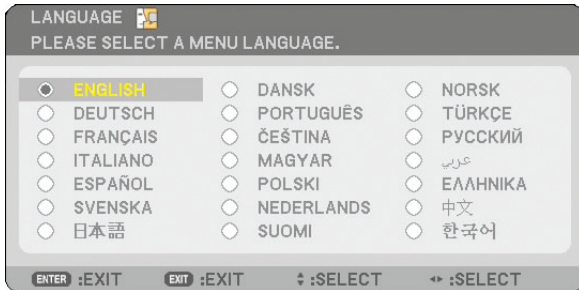 LANGUAGE
PLEASE SELECT A MENU LANGUAGE.
ENGLISH DANSK NORSK
DEUTSCH PORTUGUÊS TÜRKÇE
FRANÇAIS ČEŠTINA РУССКИЙ
ITALIANO MAGYAR عربي
ESPAÑOL POLSKI ΕΛΛΗΝΙΚΑ
SVENSKA NEDERLANDS 中文
日本語 SUOMI 한국어
ENTER :EXIT EXIT :EXIT :SELECT :SELECT